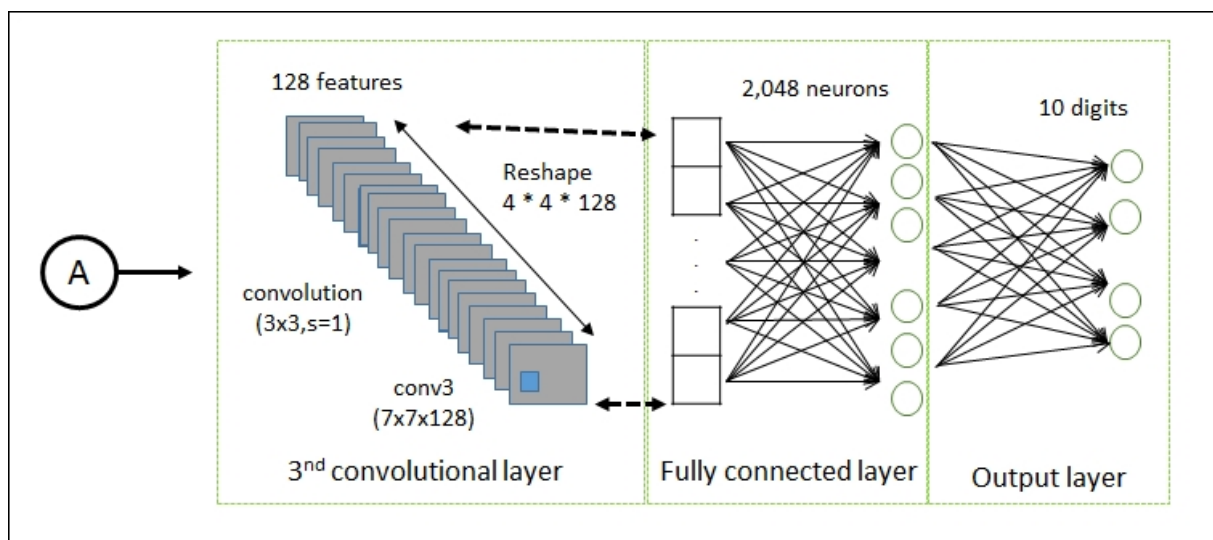 128 features
2,048 neurons
10 digits
Reshape
4 * 4 * 128
A
convolution
(3x3,s=1)
conv3
(7x7x128)
3nd convolutional layer
Fully connected layer
Output layer